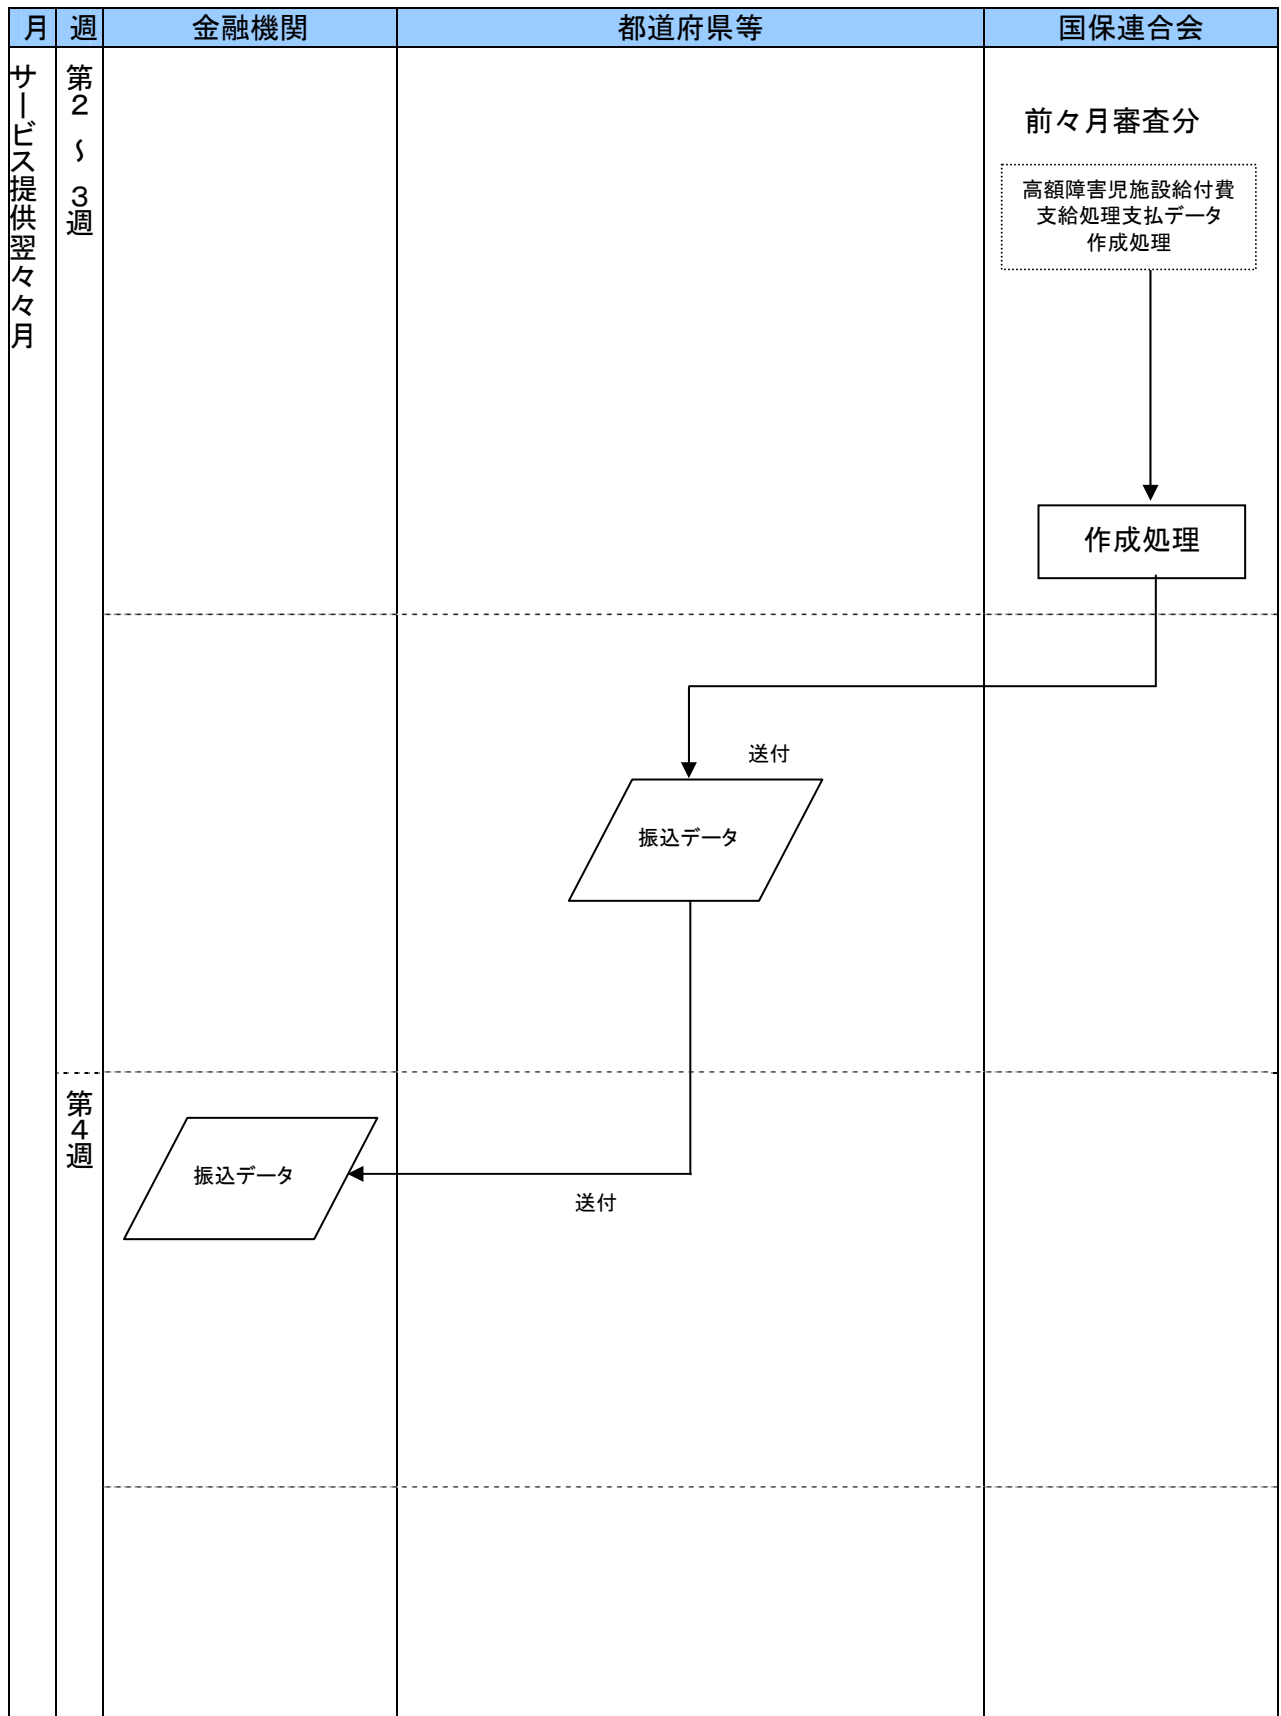 月 週 金融機関 都道府県等 国保連合会
サービス提供翌々々月
第2～3週
前々月審査分
高額障害児施設給付費
支給処理支払データ
作成処理
作成処理
送付
振込データ
第4週
振込データ
送付